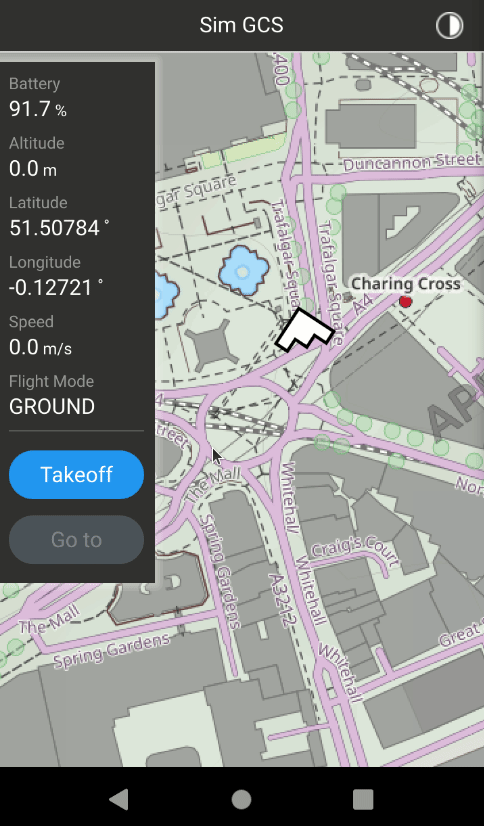 Sim GCS
Battery
91.7 %
Altitude
0.0 m
Latitude
51.50784 °
Longitude
-0.12721 °
Speed
0.0 m/s
Flight Mode
GROUND
Takeoff
Go to
400
Duncannon Street
gar Square
Trafalgar Square
Trafalgar Square
Charing Cross
A4
The Mall
Whitehall
Spring Gardens
A3212
Whitehall
Craig's Court
Whitehall
The Mall
Spring Gardens